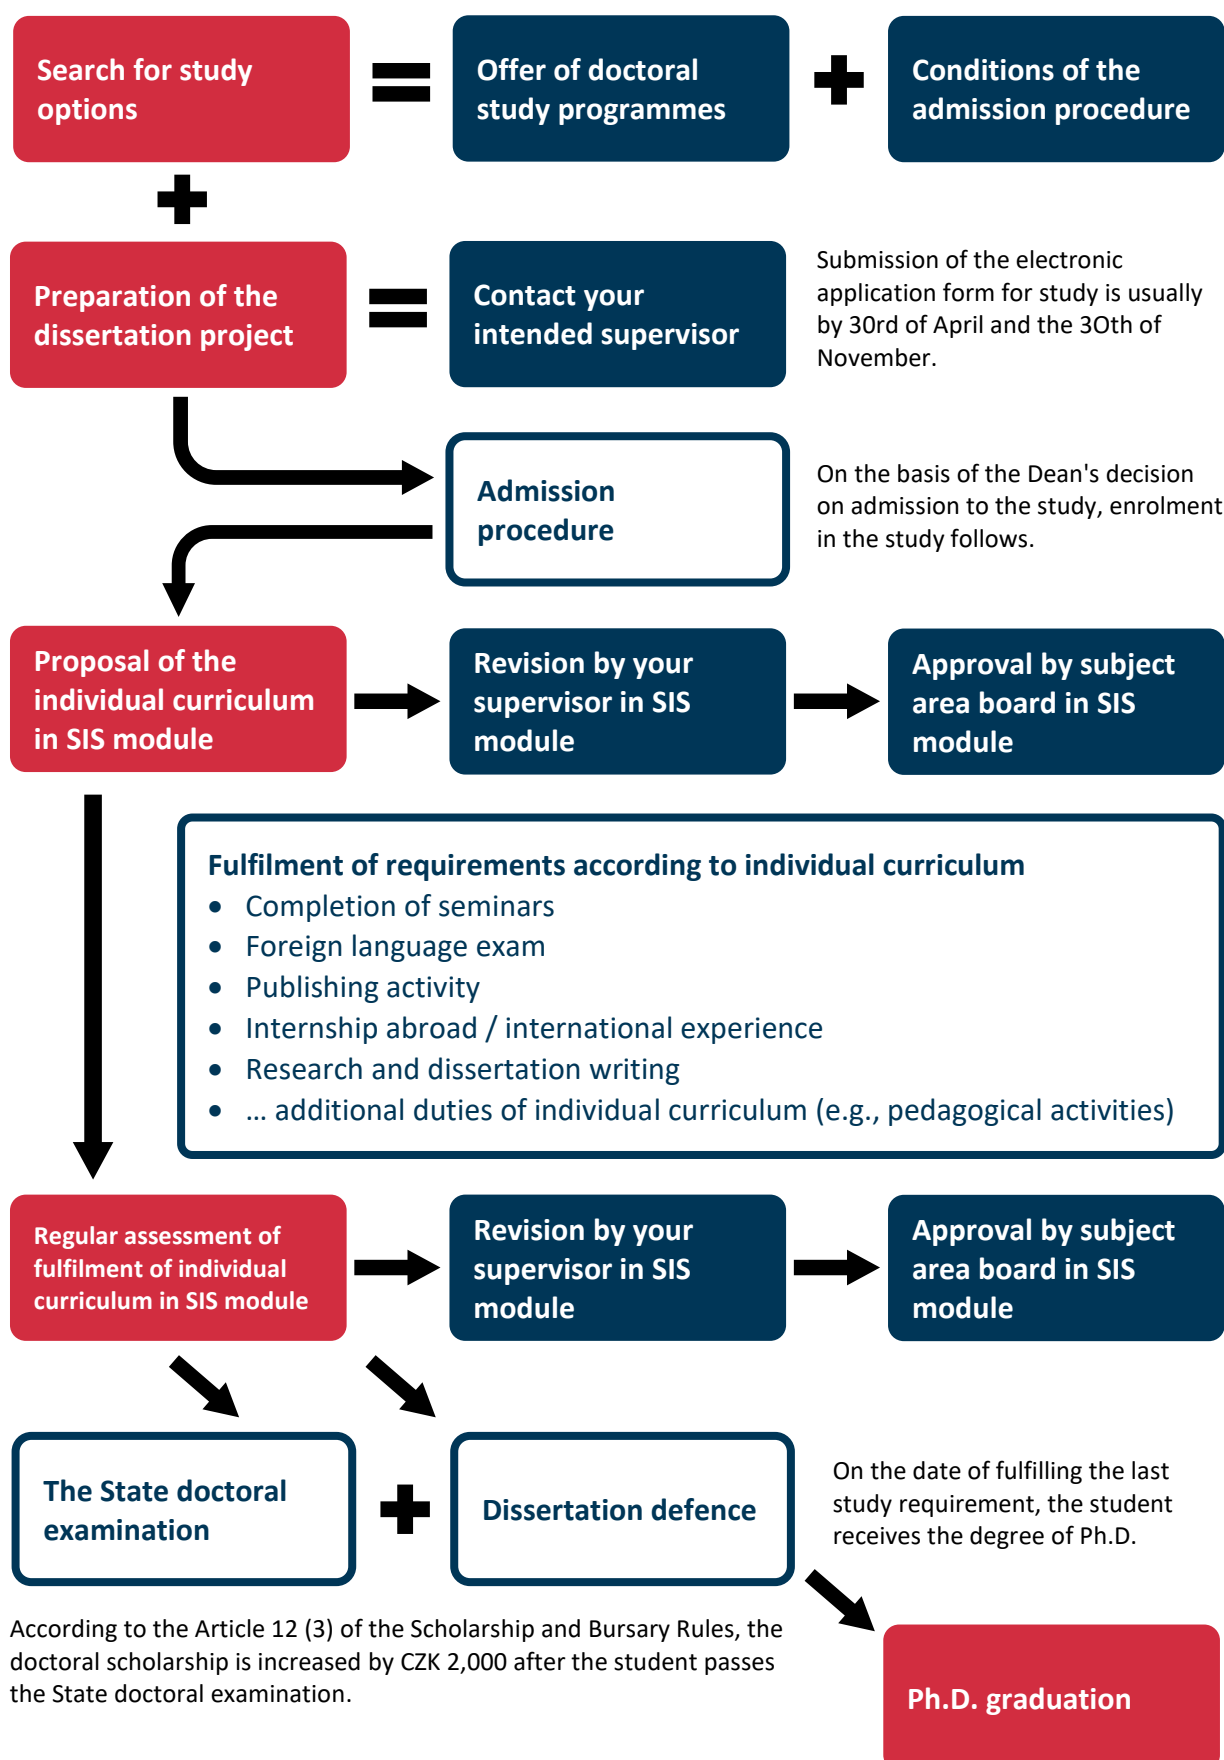 Search for study
options
Offer of doctoral
study programmes
Conditions of the
admission procedure
Preparation of the
dissertation project
Contact your
intended supervisor
Submission of the electronic
application form for study is usually
by 30rd of April and the 3Oth of
November.
Admission
procedure
On the basis of the Dean's decision
on admission to the study, enrolment
in the study follows.
Proposal of the
individual curriculum
in SIS module
Revision by your
supervisor in SIS
module
Approval by subject
area board in SIS
module
Fulfilment of requirements according to individual curriculum
• Completion of seminars
• Foreign language exam
• Publishing activity
• Internship abroad / international experience
• Research and dissertation writing
• … additional duties of individual curriculum (e.g., pedagogical activities)
Regular assessment of
fulfilment of individual
curriculum in SIS module
Revision by your
supervisor in SIS
module
Approval by subject
area board in SIS
module
The State doctoral
examination
Dissertation defence
On the date of fulfilling the last
study requirement, the student
receives the degree of Ph.D.
According to the Article 12 (3) of the Scholarship and Bursary Rules, the
doctoral scholarship is increased by CZK 2,000 after the student passes
the State doctoral examination.
Ph.D. graduation